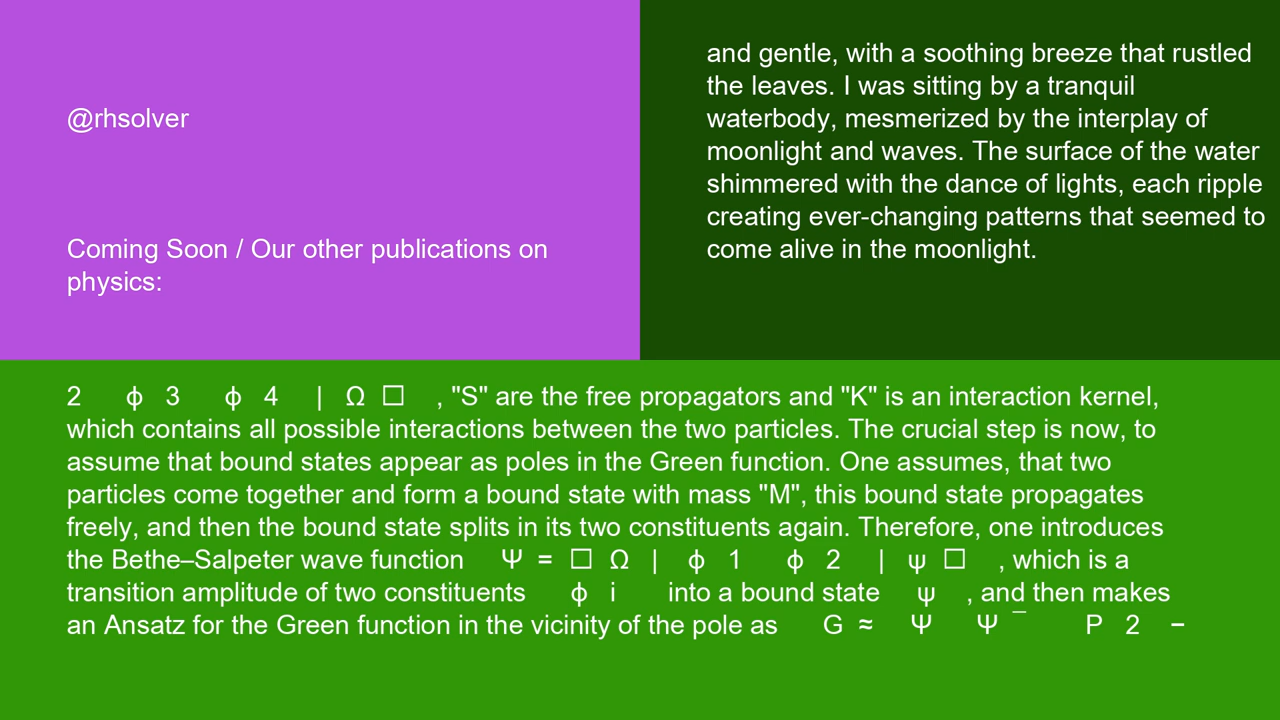 @rhsolver
Coming Soon / Our other publications on
physics:
and gentle, with a soothing breeze that rustled
the leaves. I was sitting by a tranquil
waterbody, mesmerized by the interplay of
moonlight and waves. The surface of the water
shimmered with the dance of lights, each ripple
creating ever-changing patterns that seemed to
come alive in the moonlight.
2 ϕ 3 ϕ 4 | Ω □ , "S" are the free propagators and "K" is an interaction kernel,
which contains all possible interactions between the two particles. The crucial step is now, to
assume that bound states appear as poles in the Green function. One assumes, that two
particles come together and form a bound state with mass "M", this bound state propagates
freely, and then the bound state splits in its two constituents again. Therefore, one introduces
the Bethe–Salpeter wave function Ψ = □ Ω | ϕ 1 ϕ 2 | ψ □ , which is a
transition amplitude of two constituents ϕ i into a bound state ψ , and then makes
an Ansatz for the Green function in the vicinity of the pole as G ≈ Ψ Ψ ¯ P 2 −